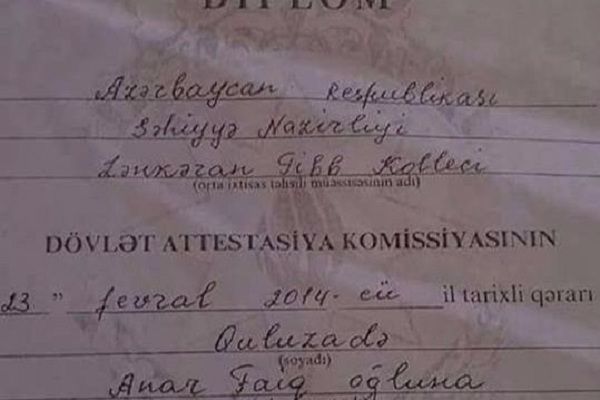 DİPLOM
Azərbaycan Respublikası
Səhiyyə Nazirliyi
Lənkəran Tibb Kolleci
(orta ixtisas təhsili müəssisəsinin adı)
DÖVLƏT ATTESTASİYA KOMİSSİYASININ
23 " fevral 2014-cü il tarixli qərarı
Quluzadə
(soyadı)
Anar Faiq oğluna